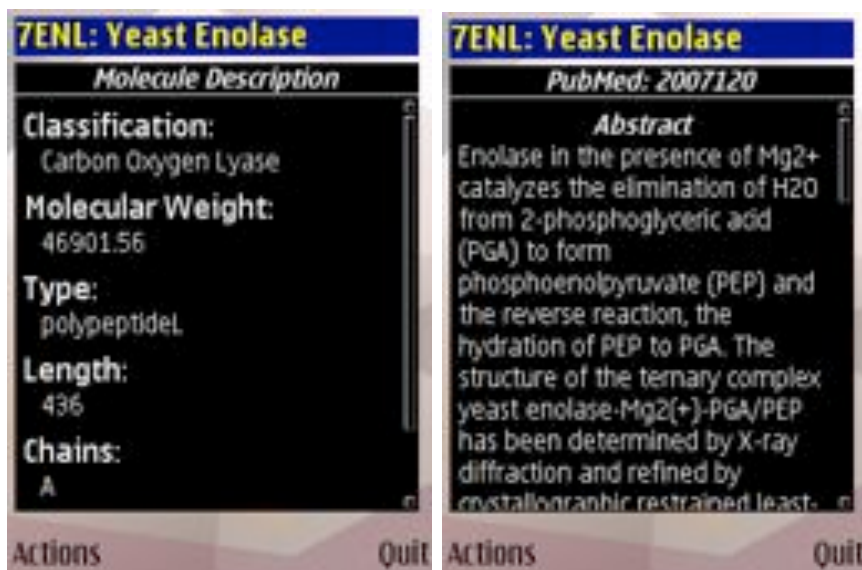 7ENL: Yeast Enolase
Molecule Description
Classification:
Carbon Oxygen Lyase
Molecular Weight:
46901.56
Type:
polypeptideL
Length:
436
Chains:
A
Actions Quit
7ENL: Yeast Enolase
PubMed: 2007120
Abstract
Enolase in the presence of Mg2+
catalyzes the elimination of H2O
from 2-phosphoglyceric acid
(PGA) to form
phosphoenolpyruvate (PEP) and
the reverse reaction, the
hydration of PEP to PGA. The
structure of the ternary complex
yeast enolase-Mg2(+)-PGA/PEP
has been determined by X-ray
diffraction and refined by
crystallographic restrained least-
Actions Quit